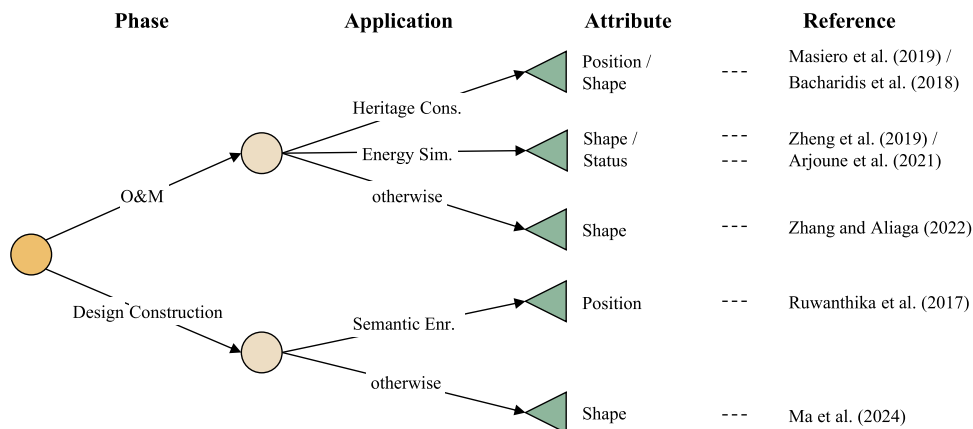 Phase Application Attribute Reference
Position / --- Masiero et al. (2019) /
Shape Bacharidis et al. (2018)
Heritage Cons.
Shape / --- Zheng et al. (2019) /
Energy Sim.
Status --- Arjoune et al. (2021)
O&M
otherwise
Shape --- Zhang and Aliaga (2022)
Position --- Ruwanthika et al. (2017)
Design Construction
Semantic Enr.
otherwise
Shape --- Ma et al. (2024)